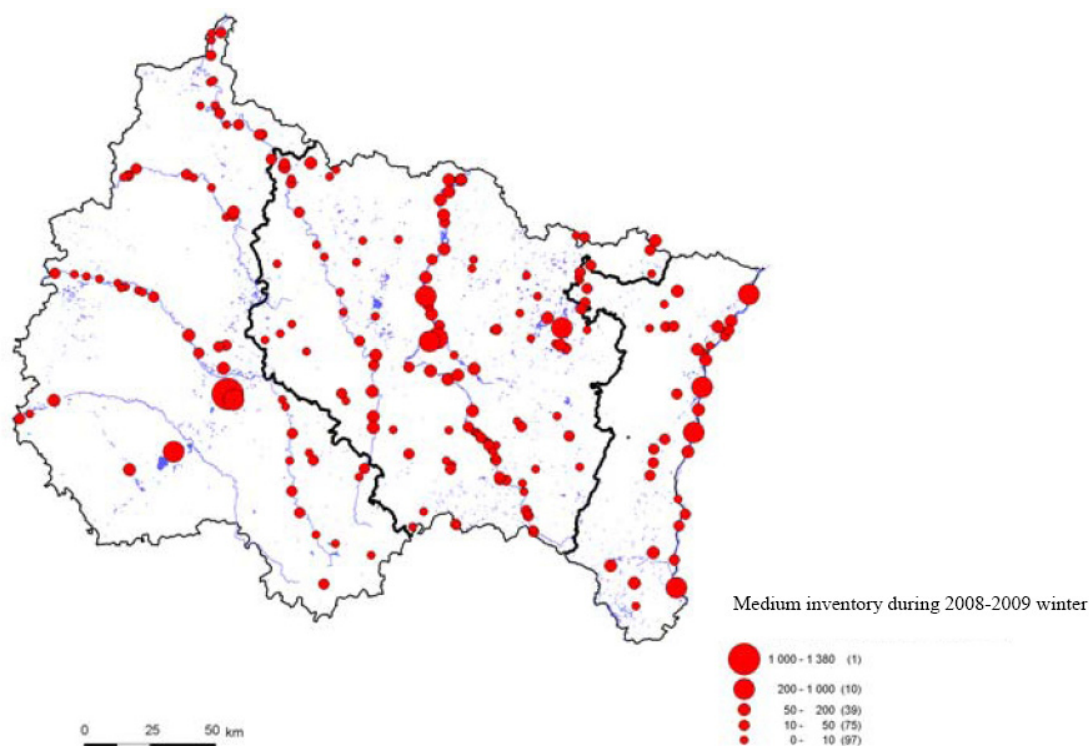 Medium inventory during 2008-2009 winter
1 000 - 1 380 (1)
200 - 1 000 (10)
50 - 200 (39)
10 - 50 (75)
0 - 10 (97)
0 25 50 km